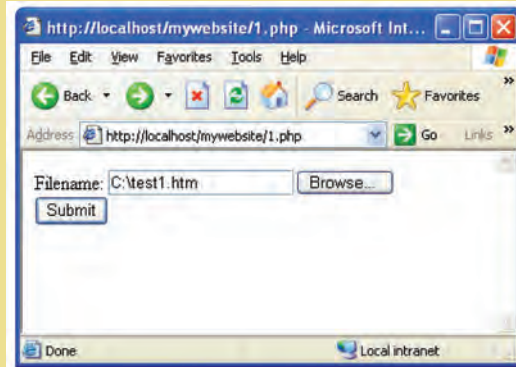 http://localhost/mywebsite/1.php - Microsoft Int...
File Edit View Favorites Tools Help
Back Search Favorites »
Address http://localhost/mywebsite/1.php Go Links »
Filename: C:\test1.htm Browse...
Submit
Done Local intranet